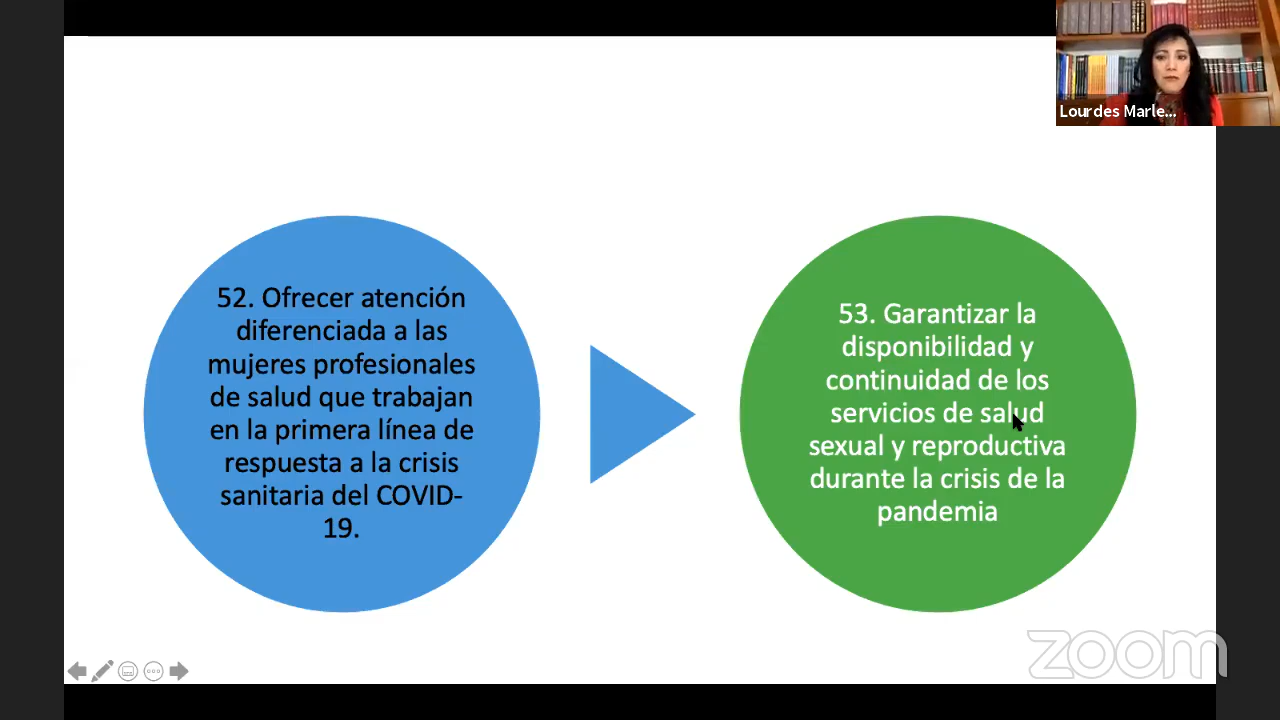 Lourdes Marle...
52. Ofrecer atención
diferenciada a las
mujeres profesionales
de salud que trabajan
en la primera línea de
respuesta a la crisis
sanitaria del COVID-
19.
53. Garantizar la
disponibilidad y
continuidad de los
servicios de salud
sexual y reproductiva
durante la crisis de la
pandemia
zoom